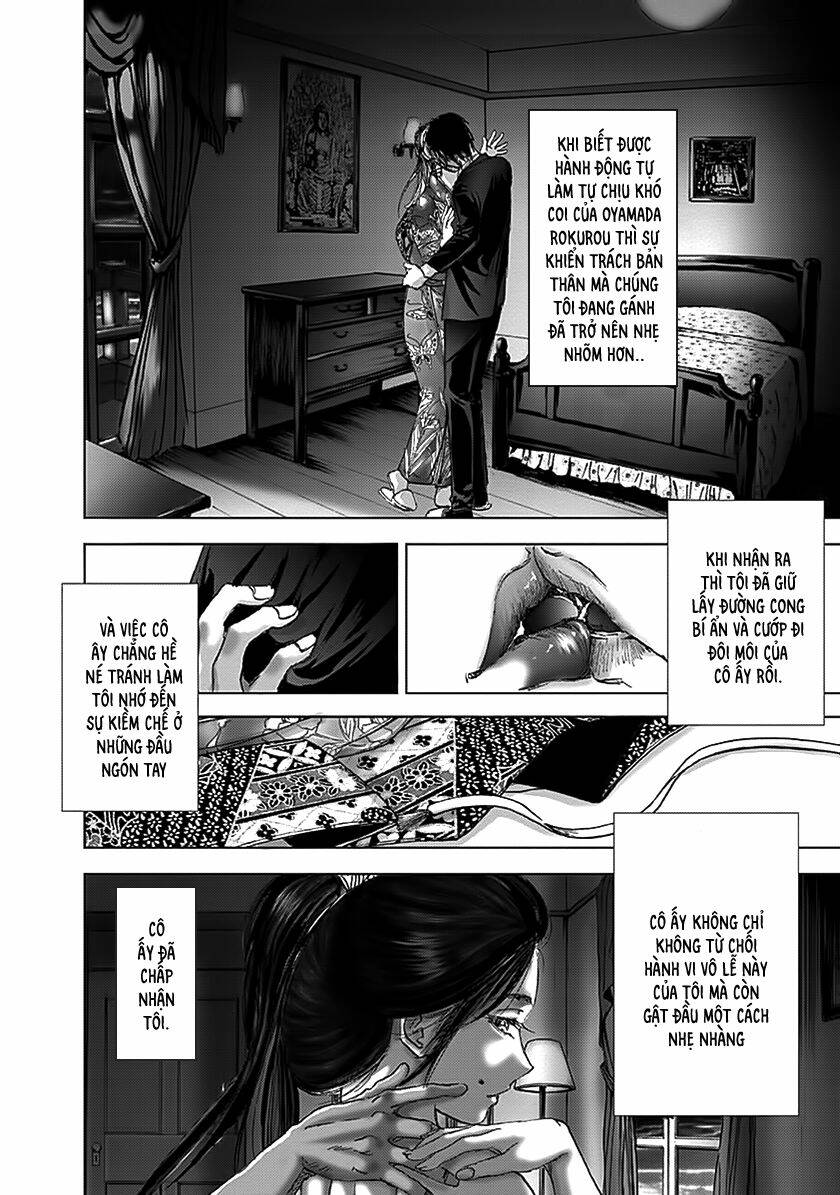 KHI BIẾT ĐƯỢC
HÀNH ĐỘNG TỰ
LÀM TỰ CHỊU KHÓ
COI CỦA OYAMADA
ROKUROU THÌ SỰ
KHIỂN TRÁCH BẢN
THÂN MÀ CHÚNG
TÔI ĐANG GÁNH
ĐÃ TRỞ NÊN NHẸ
NHÕM HƠN..
KHI NHẬN RA
THÌ TÔI ĐÃ GIỮ
LẤY ĐƯỜNG CONG
BÍ ẨN VÀ CƯỚP ĐI
ĐÔI MÔI CỦA
CÔ ẤY RỒI.
VÀ VIỆC CÔ
ẤY CHẲNG HỀ
NÉ TRÁNH LÀM
TÔI NHỚ ĐẾN
SỰ KIỀM CHẾ Ở
NHỮNG ĐẦU
NGÓN TAY
CÔ ẤY KHÔNG CHỈ
KHÔNG TỪ CHỐI
HÀNH VI VÔ LỄ NÀY
CỦA TÔI MÀ CÒN
GẬT ĐẦU MỘT CÁCH
NHẸ NHÀNG
CÔ
ẤY ĐÃ
CHẤP
NHẬN
TÔI.